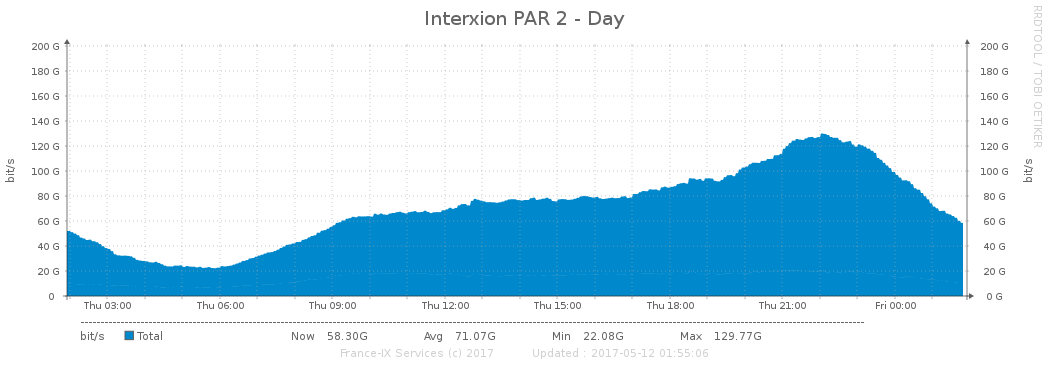 Interxion PAR 2 - Day
RRDTOOL / TOBI OETIKER
200 G 200 G
180 G 180 G
160 G 160 G
140 G 140 G
120 G 120 G
100 G 100 G
80 G 80 G
60 G 60 G
40 G 40 G
20 G 20 G
0 0 G
bit/s
bit/s
Thu 03:00 Thu 06:00 Thu 09:00 Thu 12:00 Thu 15:00 Thu 18:00 Thu 21:00 Fri 00:00
bit/s Total Now 58.30G Avg 71.07G Min 22.08G Max 129.77G
France-IX Services (c) 2017 Updated : 2017-05-12 01:55:06